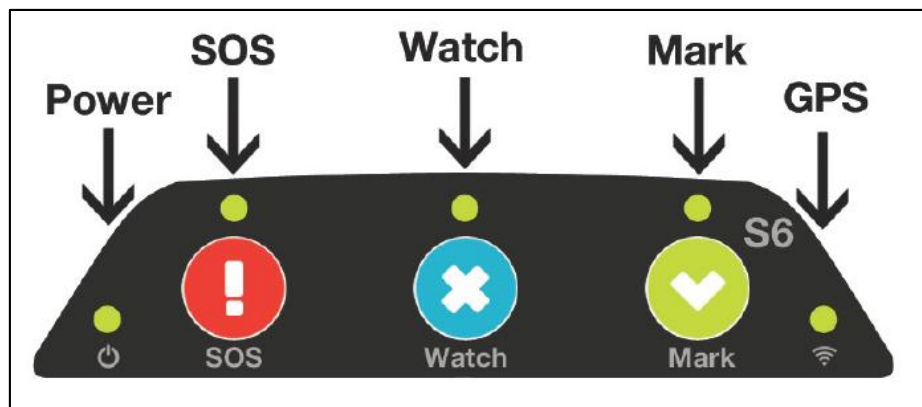 SOS
Watch
Mark
Power
GPS
S6
SOS
Watch
Mark